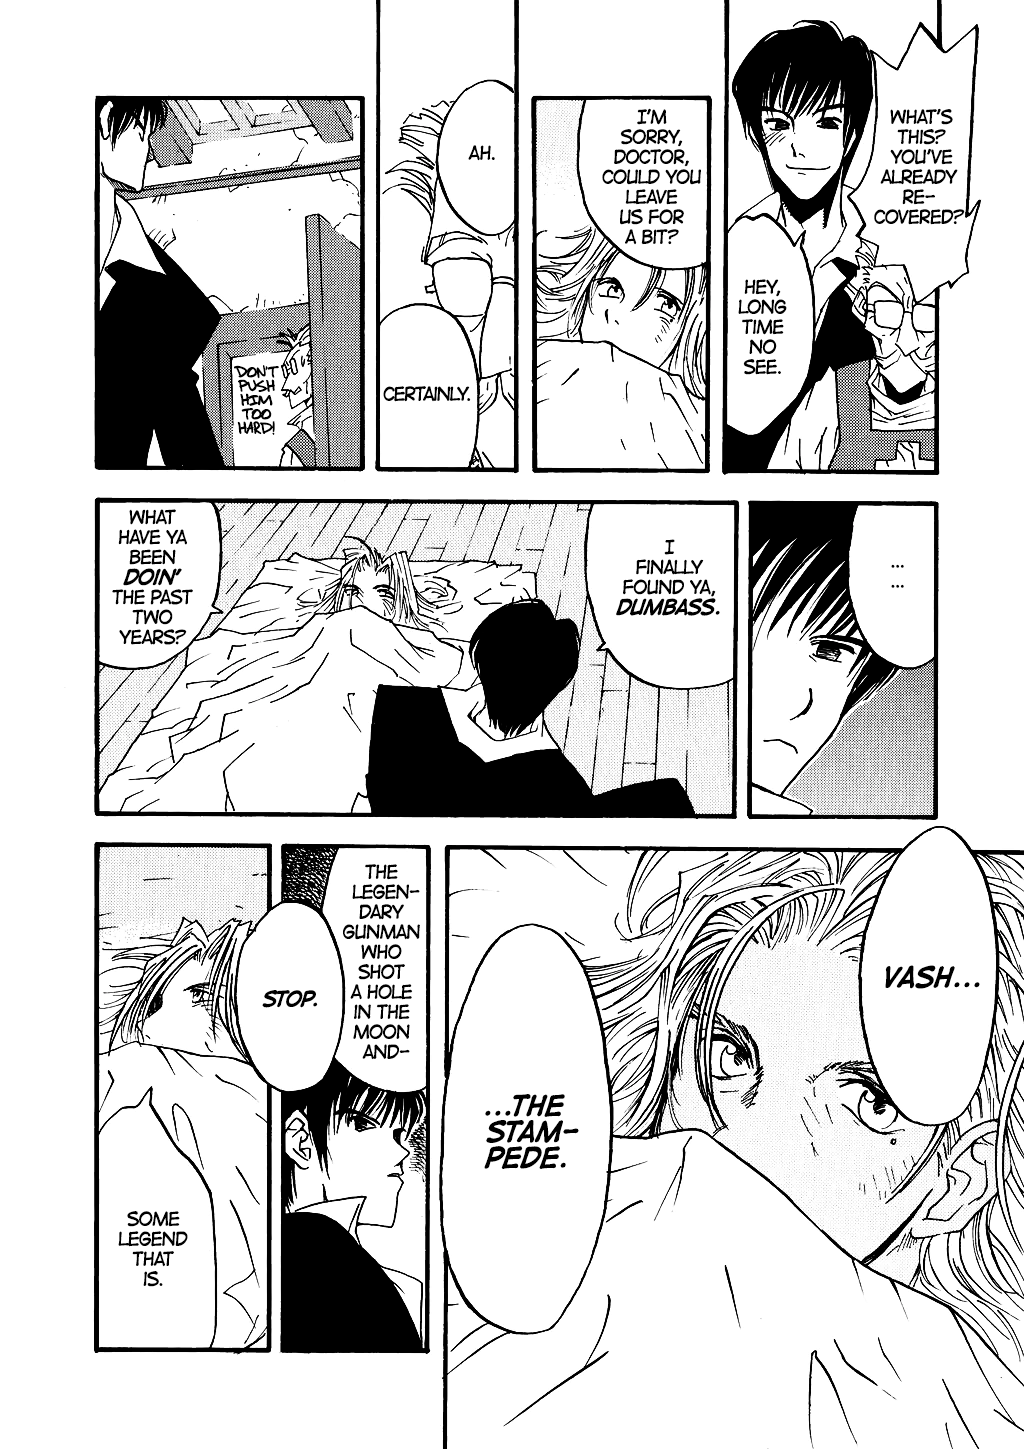 WHAT'S
THIS?
YOU'VE
ALREADY
RE-
COVERED?
HEY,
LONG
TIME
NO
SEE.
I'M
SORRY,
DOCTOR,
COULD YOU
LEAVE
US FOR
A BIT?
AH.
CERTAINLY.
DON'T
PUSH
HIM
TOO
HARD!
...
...
I
FINALLY
FOUND YA,
DUMBASS.
WHAT
HAVE YA
BEEN
DOIN'
THE PAST
TWO
YEARS?
VASH...
...THE
STAM-
PEDE.
THE
LEGEN-
DARY
GUNMAN
WHO
SHOT
A HOLE
IN THE
MOON
AND-
STOP.
SOME
LEGEND
THAT
IS.